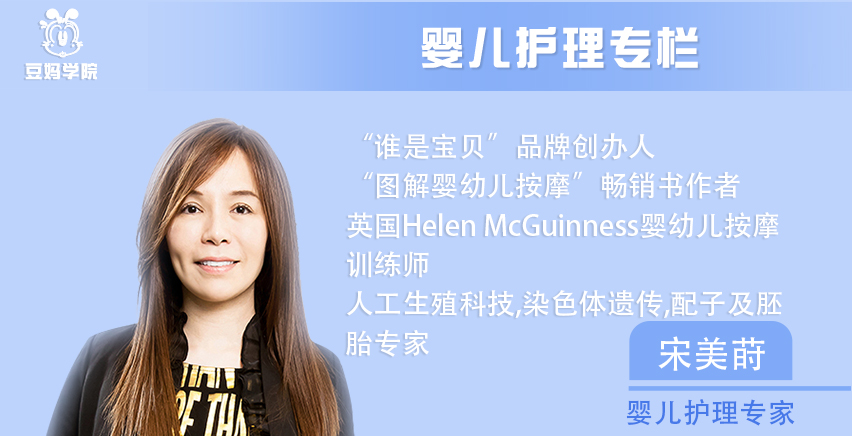 豆妈学院
婴儿护理专栏
“谁是宝贝”品牌创办人
“图解婴幼儿按摩”畅销书作者
英国Helen McGuinness婴幼儿按摩
训练师
人工生殖科技,染色体遗传,配子及胚
胎专家
宋美莳
婴儿护理专家